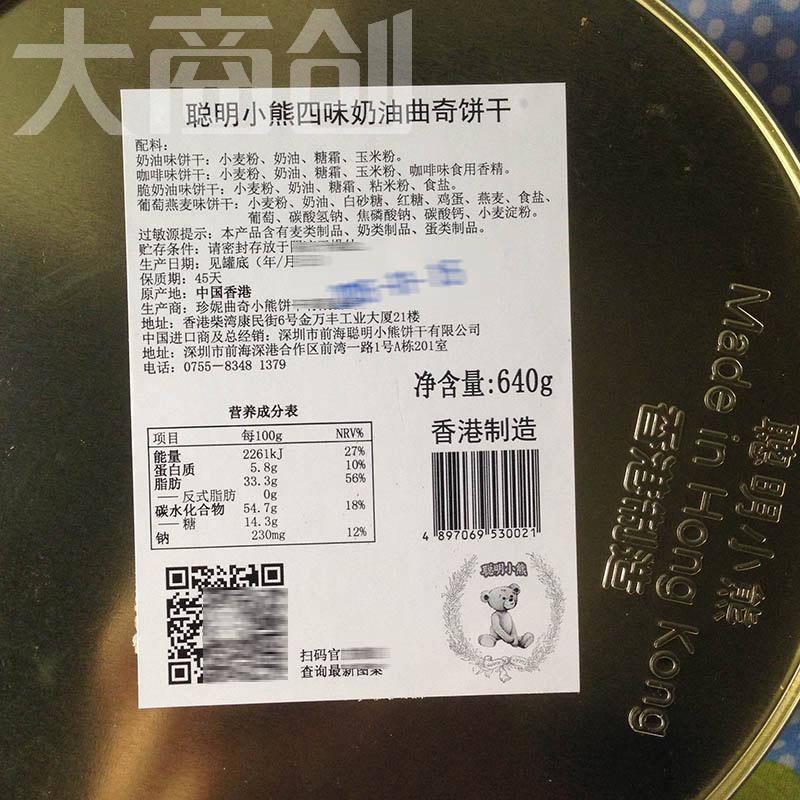 大商创
聪明小熊四味奶油曲奇饼干
配料：
奶油味饼干：小麦粉、奶油、糖霜、玉米粉。
咖啡味饼干：小麦粉、奶油、糖霜、玉米粉、咖啡味食用香精。
脆奶油味饼干：小麦粉、奶油、糖霜、粘米粉、食盐。
葡萄燕麦味饼干：小麦粉、奶油、白砂糖、红糖、鸡蛋、燕麦、食盐、
葡萄、碳酸氢钠、焦磷酸钠、碳酸钙、小麦淀粉。
过敏源提示：本产品含有麦类制品、奶类制品、蛋类制品。
贮存条件：请密封存放于
生产日期：见罐底（年/月
保质期：45天
原产地：中国香港
生产商：珍妮曲奇小熊饼
地址：香港柴湾康民街6号金万丰工业大厦21楼
中国进口商及总经销：深圳市前海聪明小熊饼干有限公司
地址：深圳市前海深港合作区前湾一路1号A栋201室
电话：0755-8348 1379
净含量:640g
香港制造
营养成分表
项目 每100g NRV%
能量 2261kJ 27%
蛋白质 5.8g 10%
脂肪 33.3g 56%
——反式脂肪 0g
碳水化合物 54.7g 18%
——糖 14.3g
钠 230mg 12%
4 897069 530021
聪明小熊
扫码官
查询最新图案
聪明小熊
Made in Hong Kong
香港制造